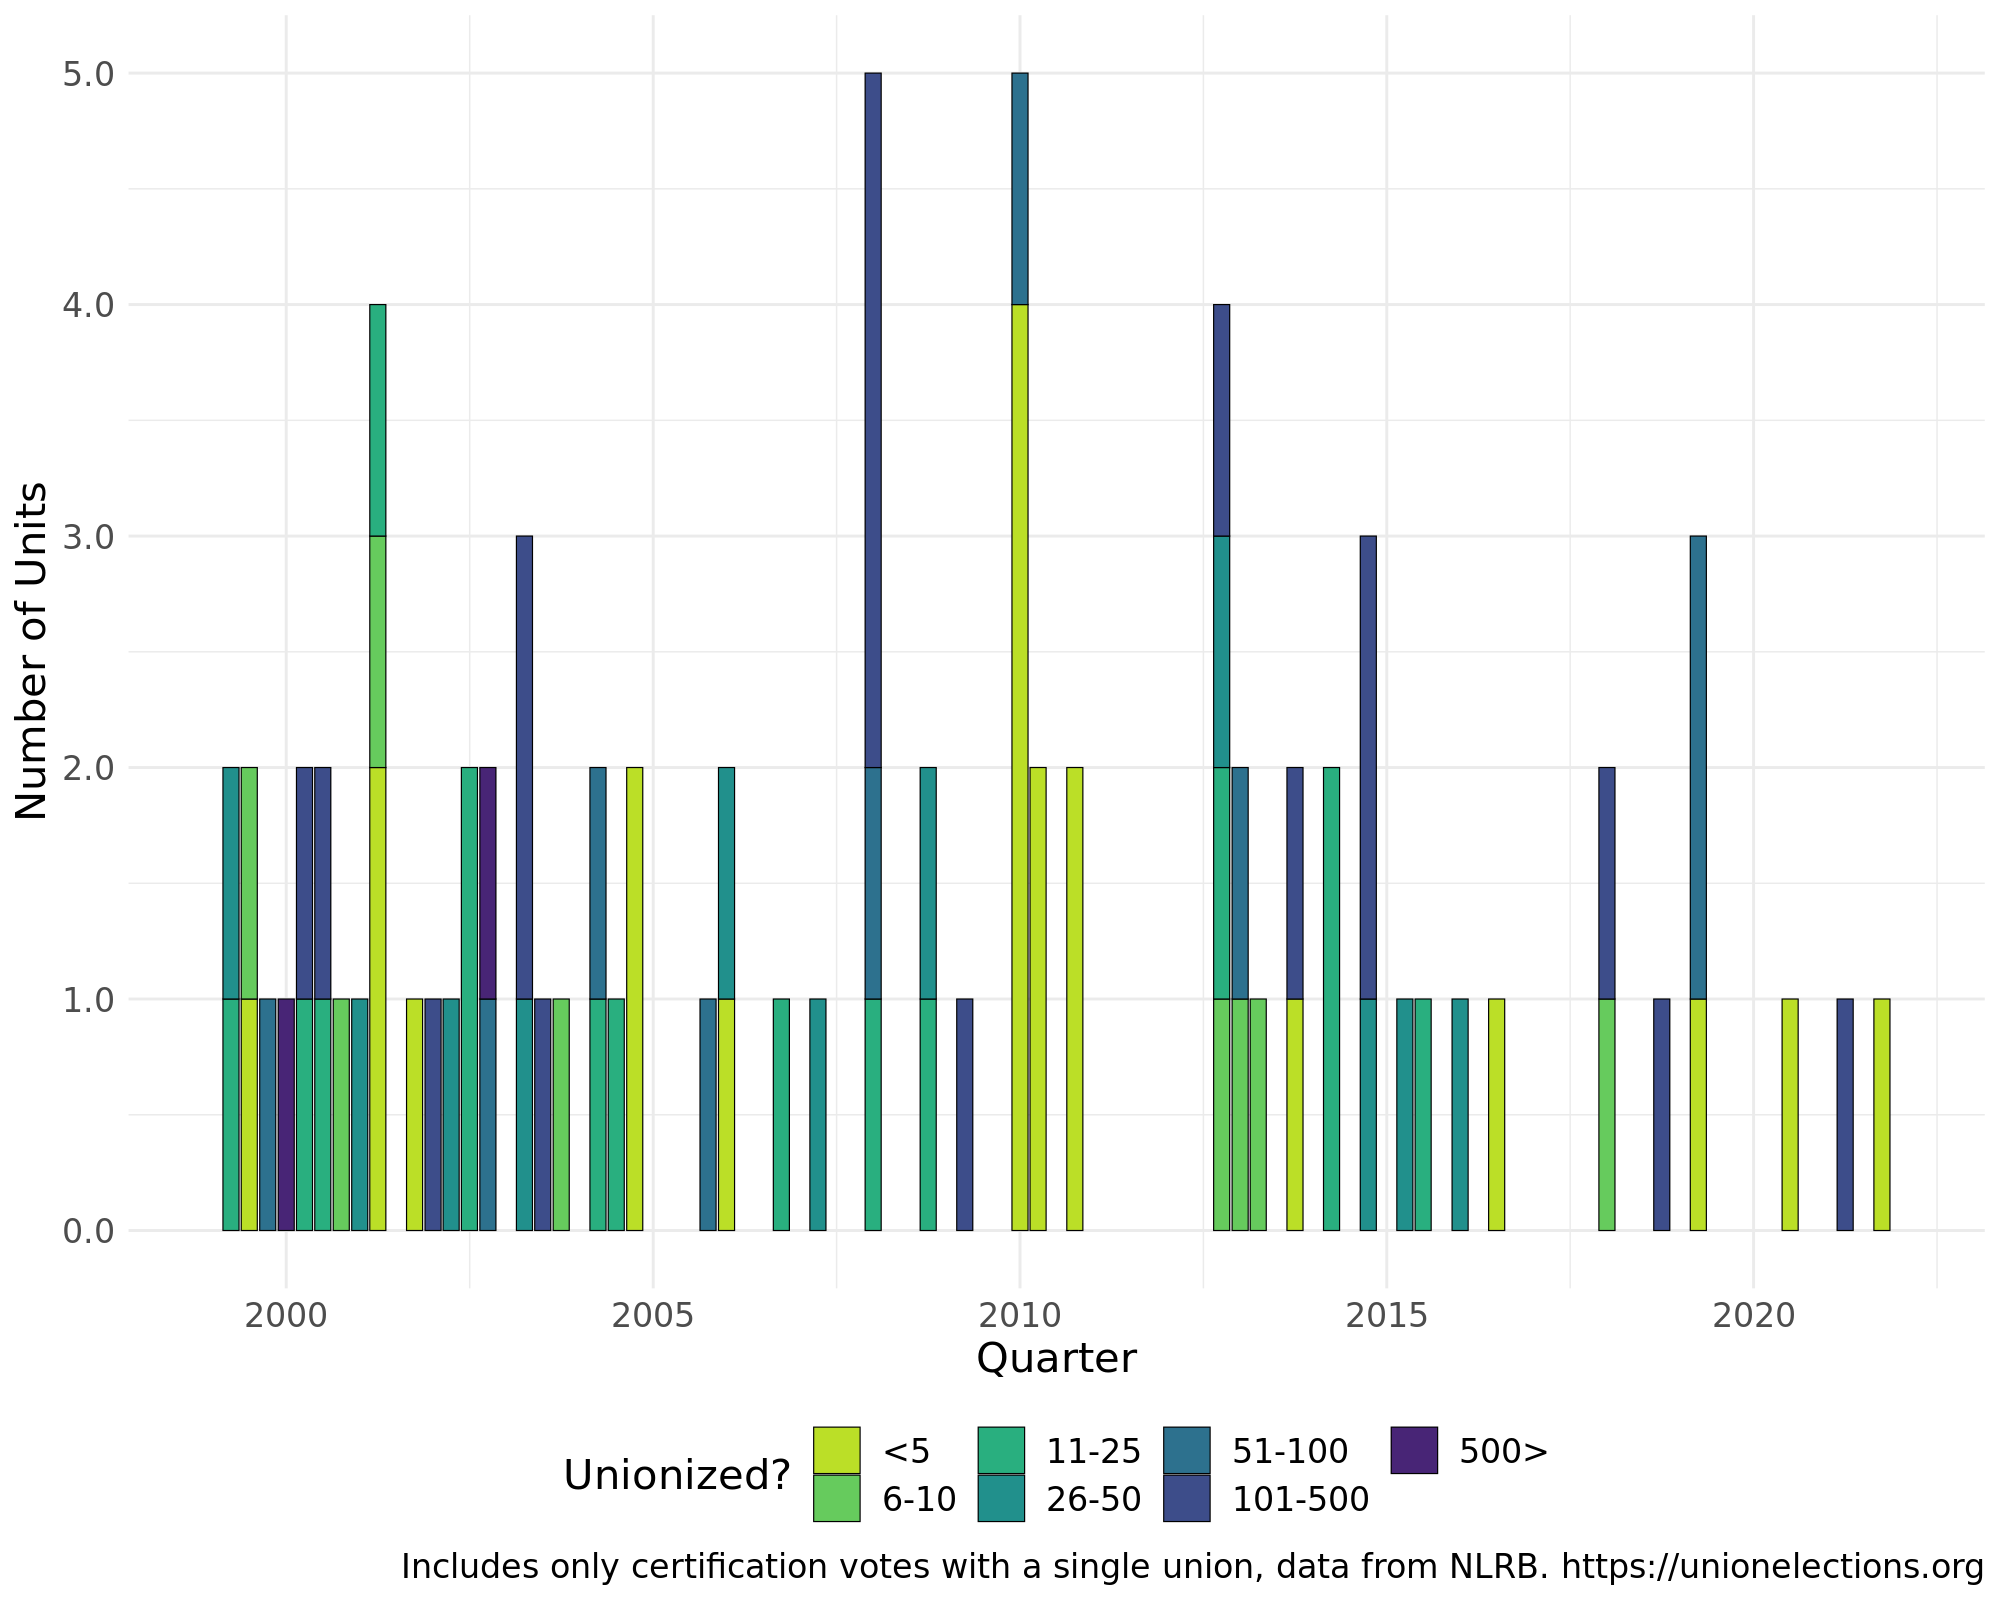 5.0
4.0
3.0
2.0
1.0
0.0
Number of Units
2000 2005 2010 2015 2020
Quarter
Unionized?
<5 11-25 51-100 500>
6-10 26-50 101-500
Includes only certification votes with a single union, data from NLRB. https://unionelections.org